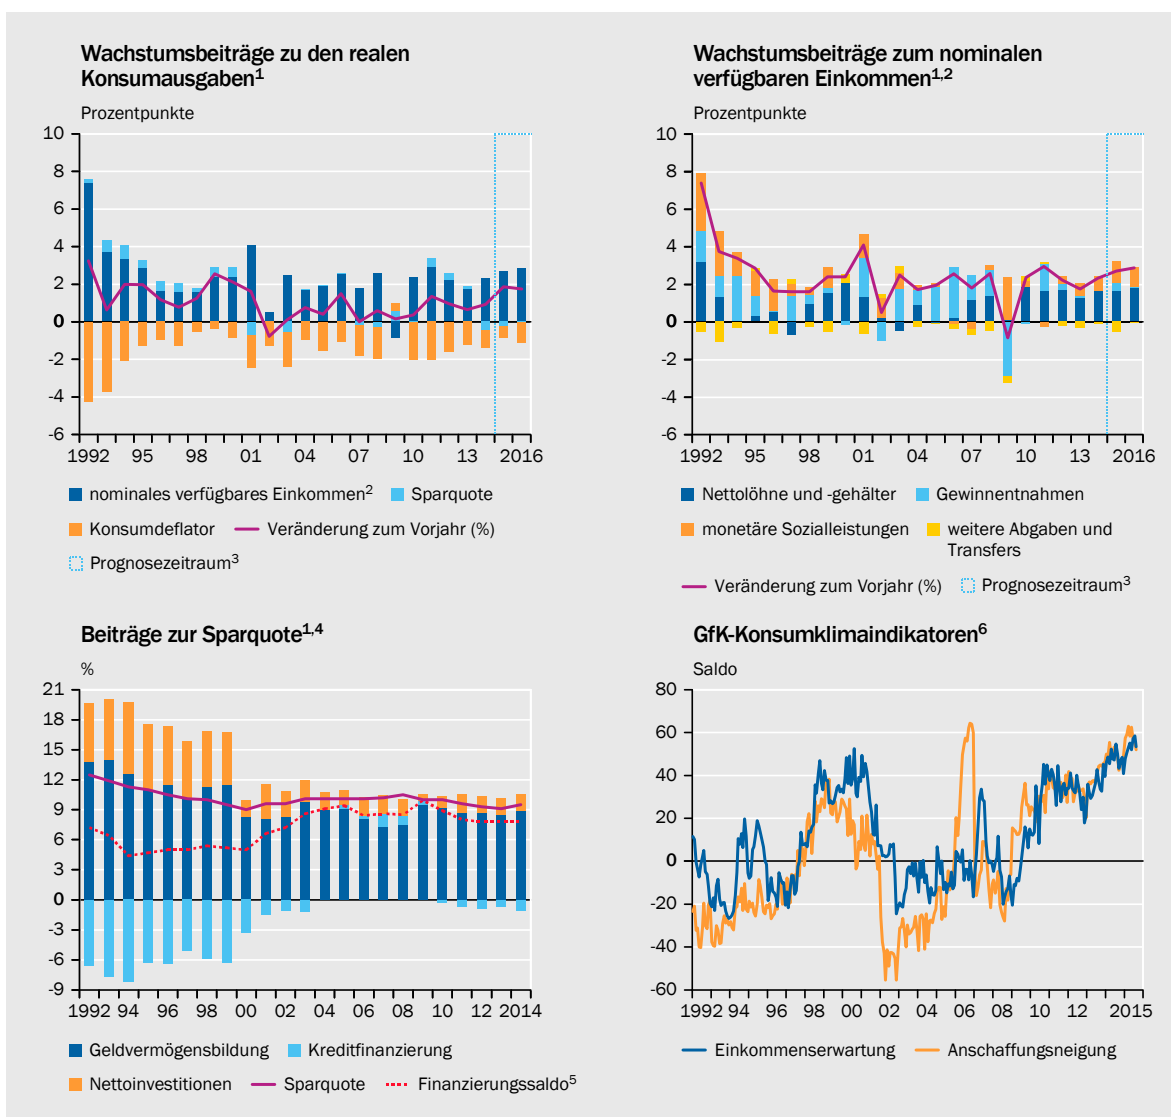 Wachstumsbeiträge zu den realen
Konsumausgaben1
Prozentpunkte
10
8
6
4
2
0
-2
-4
-6
1992 95 98 01 04 07 10 13 2016
nominales verfügbares Einkommen2 Sparquote
Konsumdeflator Veränderung zum Vorjahr (%)
Prognosezeitraum3
Wachstumsbeiträge zum nominalen
verfügbaren Einkommen1,2
Prozentpunkte
10
8
6
4
2
0
-2
-4
-6
1992 95 98 01 04 07 10 13 2016
Nettolöhne und -gehälter Gewinnentnahmen
monetäre Sozialleistungen weitere Abgaben und
Transfers
Veränderung zum Vorjahr (%) Prognosezeitraum3
Beiträge zur Sparquote1,4
%
21
18
15
12
9
6
3
0
-3
-6
-9
1992 94 96 98 00 02 04 06 08 10 12 2014
Geldvermögensbildung Kreditfinanzierung
Nettoinvestitionen Sparquote Finanzierungssaldo5
GfK-Konsumklimaindikatoren6
Saldo
80
60
40
20
0
-20
-40
-60
1992 94 96 98 00 02 04 06 08 10 12 2015
Einkommenserwartung Anschaffungsneigung